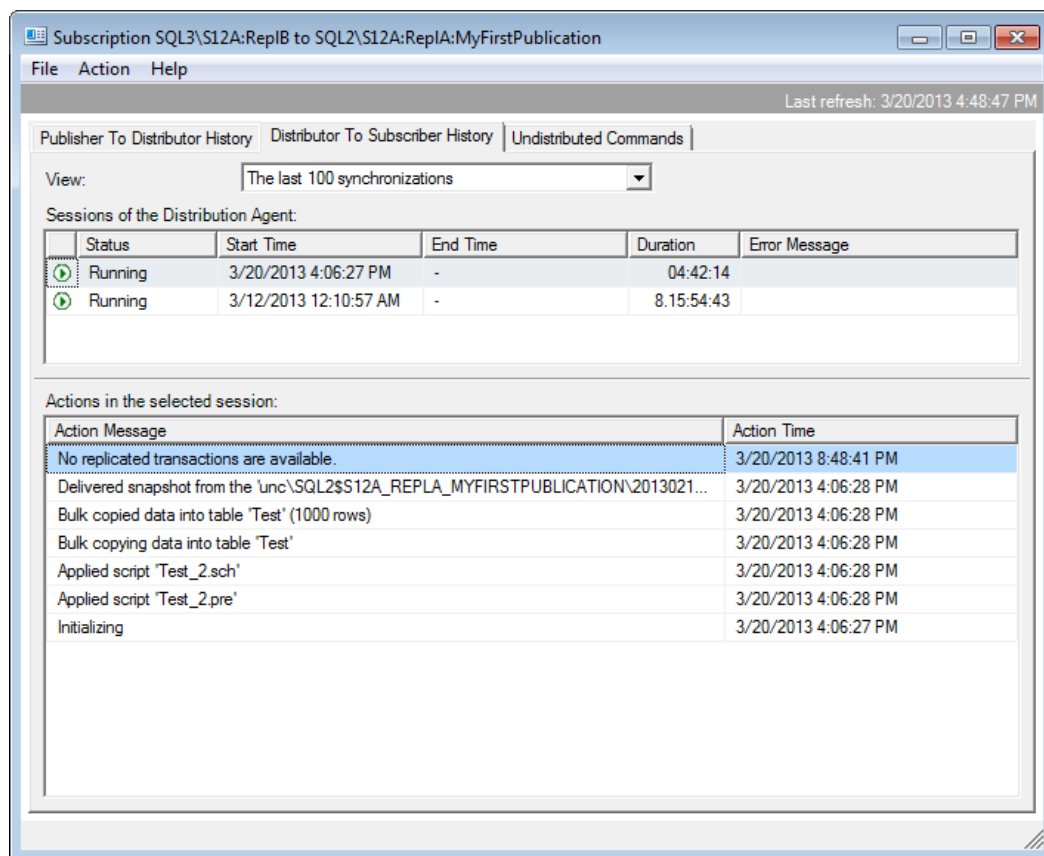 Subscription SQL3\S12A:ReplB to SQL2\S12A:ReplA:MyFirstPublication
File Action Help
Last refresh: 3/20/2013 4:48:47 PM
Publisher To Distributor History Distributor To Subscriber History Undistributed Commands
View: The last 100 synchronizations
Sessions of the Distribution Agent:
Status Start Time End Time Duration Error Message
Running 3/20/2013 4:06:27 PM - 04:42:14
Running 3/12/2013 12:10:57 AM - 8.15:54:43
Actions in the selected session:
Action Message Action Time
No replicated transactions are available. 3/20/2013 8:48:41 PM
Delivered snapshot from the 'unc\SQL2$S12A_REPLA_MYFIRSTPUBLICATION\2013021... 3/20/2013 4:06:28 PM
Bulk copied data into table 'Test' (1000 rows) 3/20/2013 4:06:28 PM
Bulk copying data into table 'Test' 3/20/2013 4:06:28 PM
Applied script 'Test_2.sch' 3/20/2013 4:06:28 PM
Applied script 'Test_2.pre' 3/20/2013 4:06:28 PM
Initializing 3/20/2013 4:06:27 PM